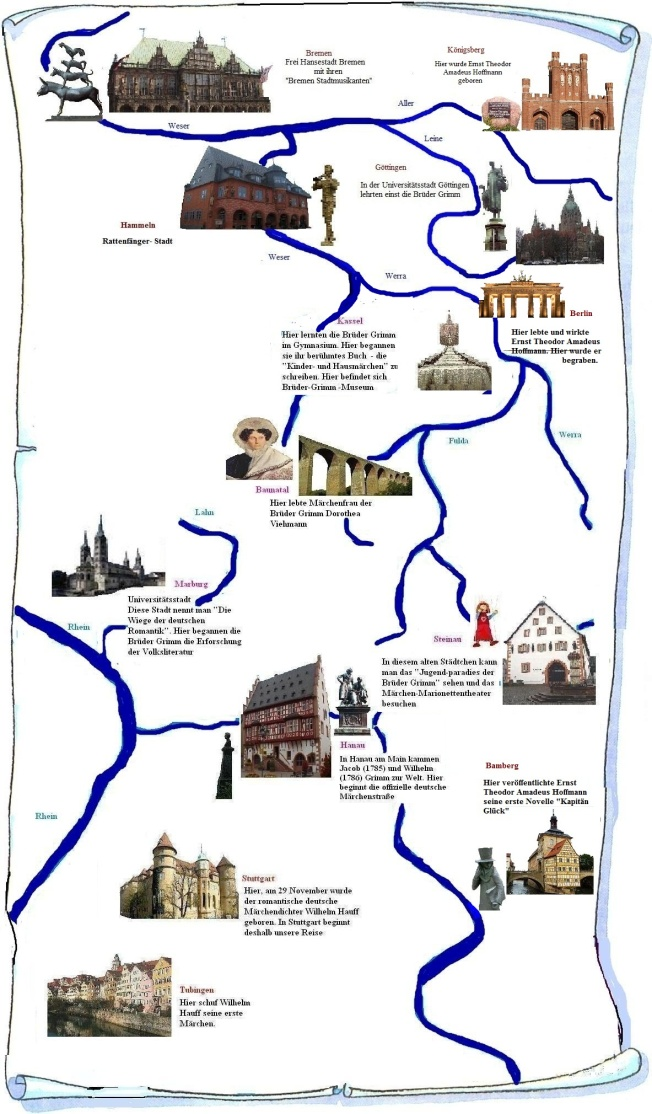 Bremen
Frei Hansestadt Bremen
mit ihren
"Bremen Stadtmusikanten"
Königsberg
Hier wurde Ernst Theodor
Amadeus Hoffmann
geboren
Aller
Weser
Leine
Göttingen
In der Universitätsstadt Göttingen
lehrten einst die Brüder Grimm
Hammeln
Rattenfänger- Stadt
Weser
Werra
Berlin
Hier lebte und wirkte
Ernst Theodor Amadeus
Hoffmann. Hier wurde er
begraben.
Kassel
Hier lernten die Brüder Grimm
im Gymnasium. Hier begannen
sie ihr berühmtes Buch - die
"Kinder- und Hausmärchen" zu
schreiben. Hier befindet sich
Brüder-Grimm -Museum
Fulda
Werra
Baunatal
Hier lebte Märchenfrau der
Brüder Grimm Dorothea
Viehmann
Lahn
Marburg
Universitätsstadt
Diese Stadt nennt man "Die
Wiege der deutschen
Romantik". Hier begannen die
Brüder Grimm die Erforschung
der Volksliteratur
Rhein
Steinau
In diesem alten Städtchen kann
man das "Jugend-paradies der
Brüder Grimm" sehen und das
Märchen-Marionettentheater
besuchen
Hanau
In Hanau am Main kammen
Jacob (1785) und Wilhelm
(1786) Grimm zur Welt. Hier
beginnt die offizielle deutsche
Märchenstraße
Bamberg
Hier veröffentlichte Ernst
Theodor Amadeus Hoffmann
seine erste Novelle "Kapitän
Glück"
Rhein
Stuttgart
Hier, am 29 November wurde
der romantische deutsche
Märchendichter Wilhelm Hauff
geboren. In Stuttgart beginnt
deshalb unsere Reise
Tubingen
Hier schuf Wilhelm
Hauff seine erste
Märchen.